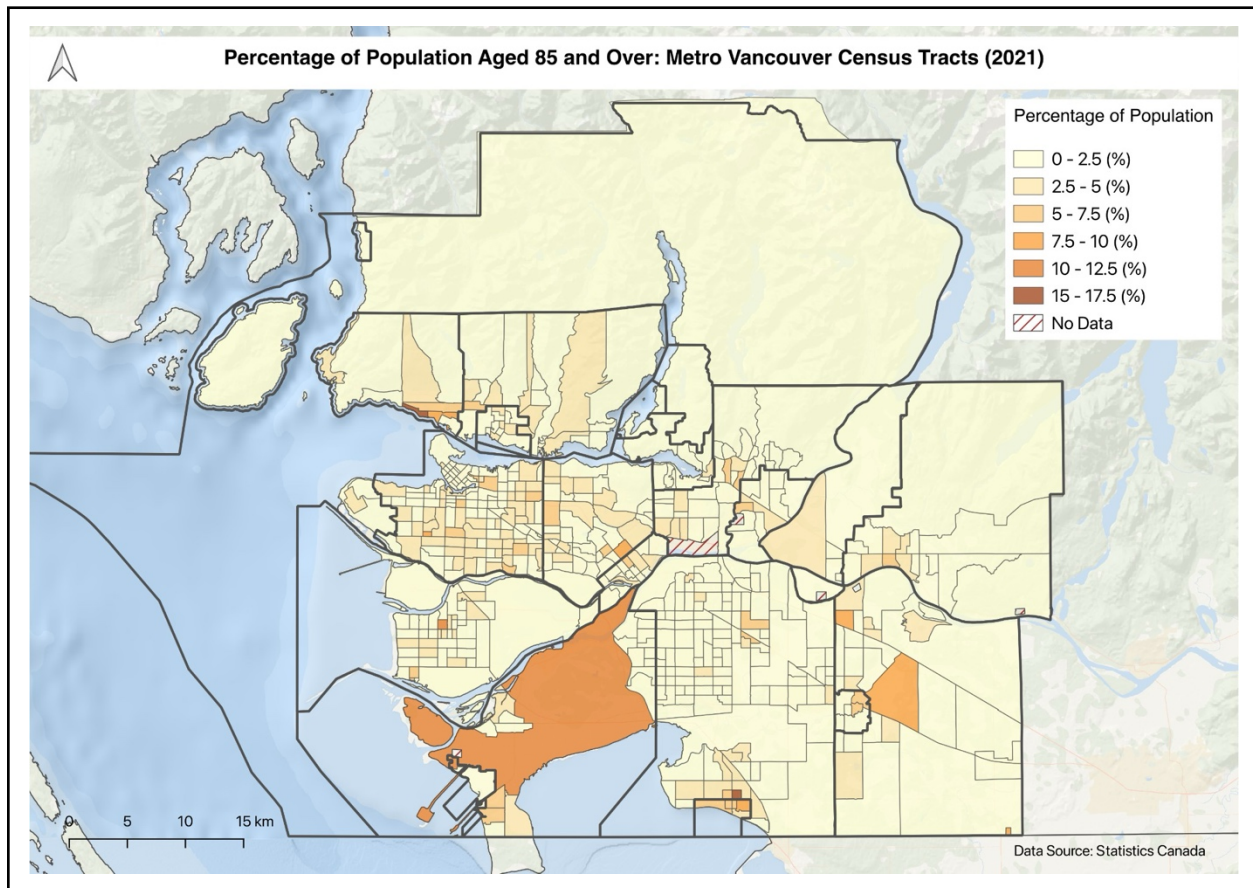 Percentage of Population Aged 85 and Over: Metro Vancouver Census Tracts (2021)
Percentage of Population
0 - 2.5 (%)
2.5 - 5 (%)
5 - 7.5 (%)
7.5 - 10 (%)
10 - 12.5 (%)
15 - 17.5 (%)
No Data
0 5 10 15 km
Data Source: Statistics Canada